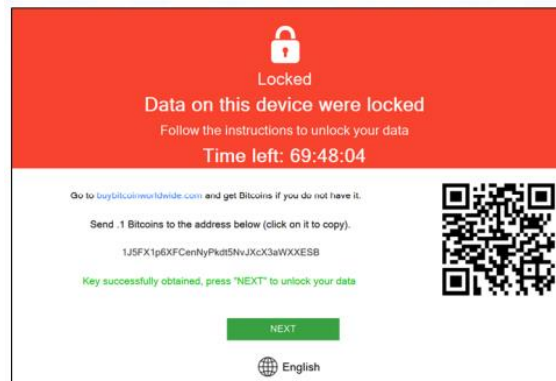 Locked
Data on this device were locked
Follow the instructions to unlock your data
Time left: 69:48:04
Go to buybitcoinworldwide.com and get Bitcoins if you do not have it.
Send .1 Bitcoins to the address below (click on it to copy).
1J5FX1p6XFCenNyPkdt5NvJXcX3aWXXESB
Key successfully obtained, press "NEXT" to unlock your data
NEXT
English